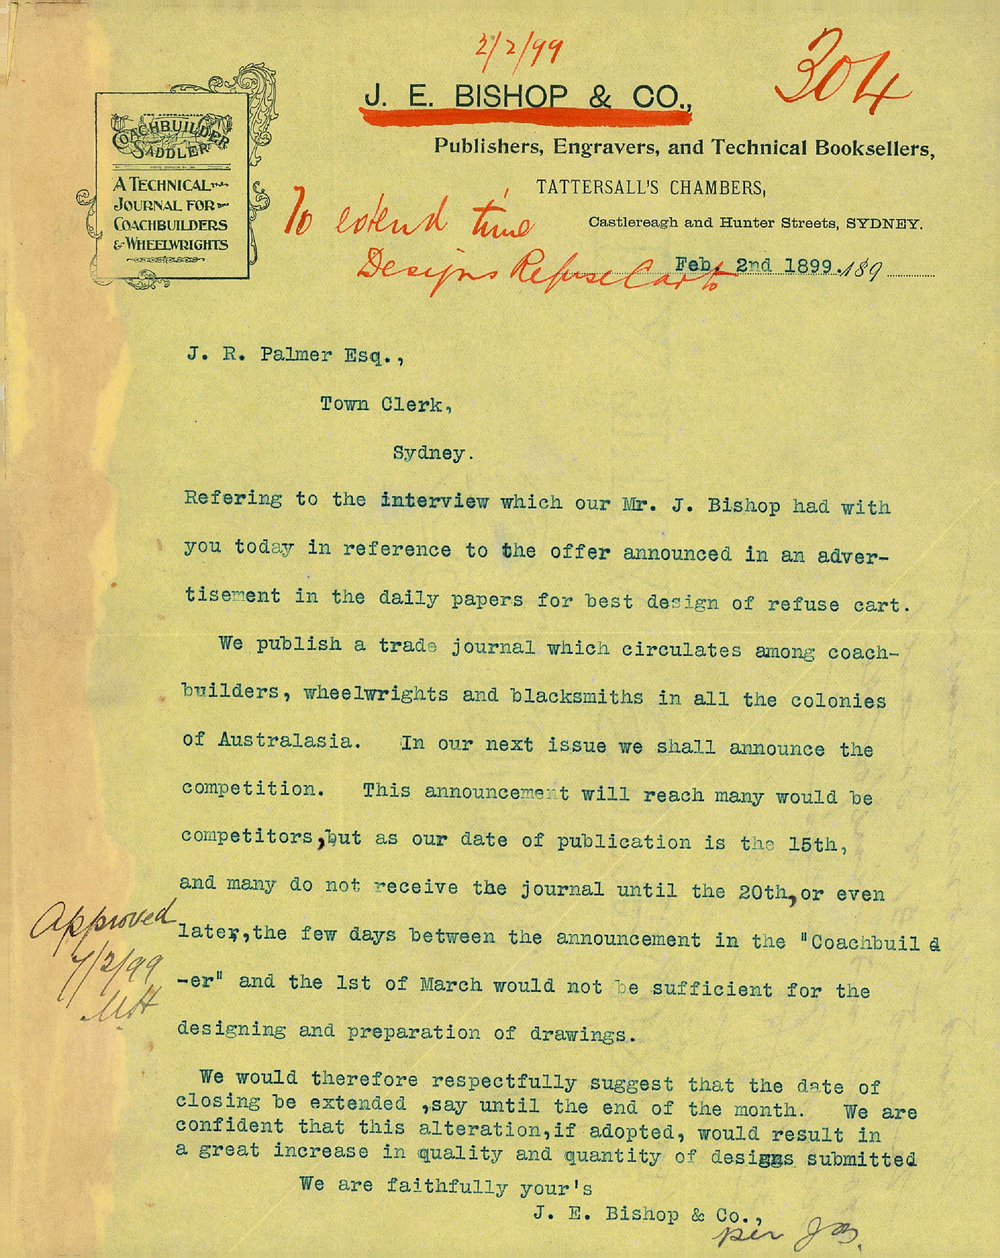 2/2/99
304
J. E. BISHOP & CO.,
Publishers, Engravers, and Technical Booksellers,
TATTERSALL'S CHAMBERS,
Castlereagh and Hunter Streets, SYDNEY.
COACHBUILDER
SADDLER
A TECHNICAL
JOURNAL FOR
COACHBUILDERS
& WHEELWRIGHTS
To extend time
Designs Refuse Carts
Feb. 2nd 1899. 189
J. R. Palmer Esq.,
Town Clerk,
Sydney.
Refering to the interview which our Mr. J. Bishop had with
you today in reference to the offer announced in an adver-
tisement in the daily papers for best design of refuse cart.
We publish a trade journal which circulates among coach-
builders, wheelwrights and blacksmiths in all the colonies
of Australasia. In our next issue we shall announce the
competition. This announcement will reach many would be
competitors,but as our date of publication is the 15th,
and many do not receive the journal until the 20th,or even
later,the few days between the announcement in the "Coachbuil d
-er" and the 1st of March would not be sufficient for the
designing and preparation of drawings.
Approved
7/2/99
We would therefore respectfully suggest that the date of
closing be extended ,say until the end of the month. We are
confident that this alteration,if adopted, would result in
a great increase in quality and quantity of designs submitted
We are faithfully your's
J. E. Bishop & Co.,
per JB.